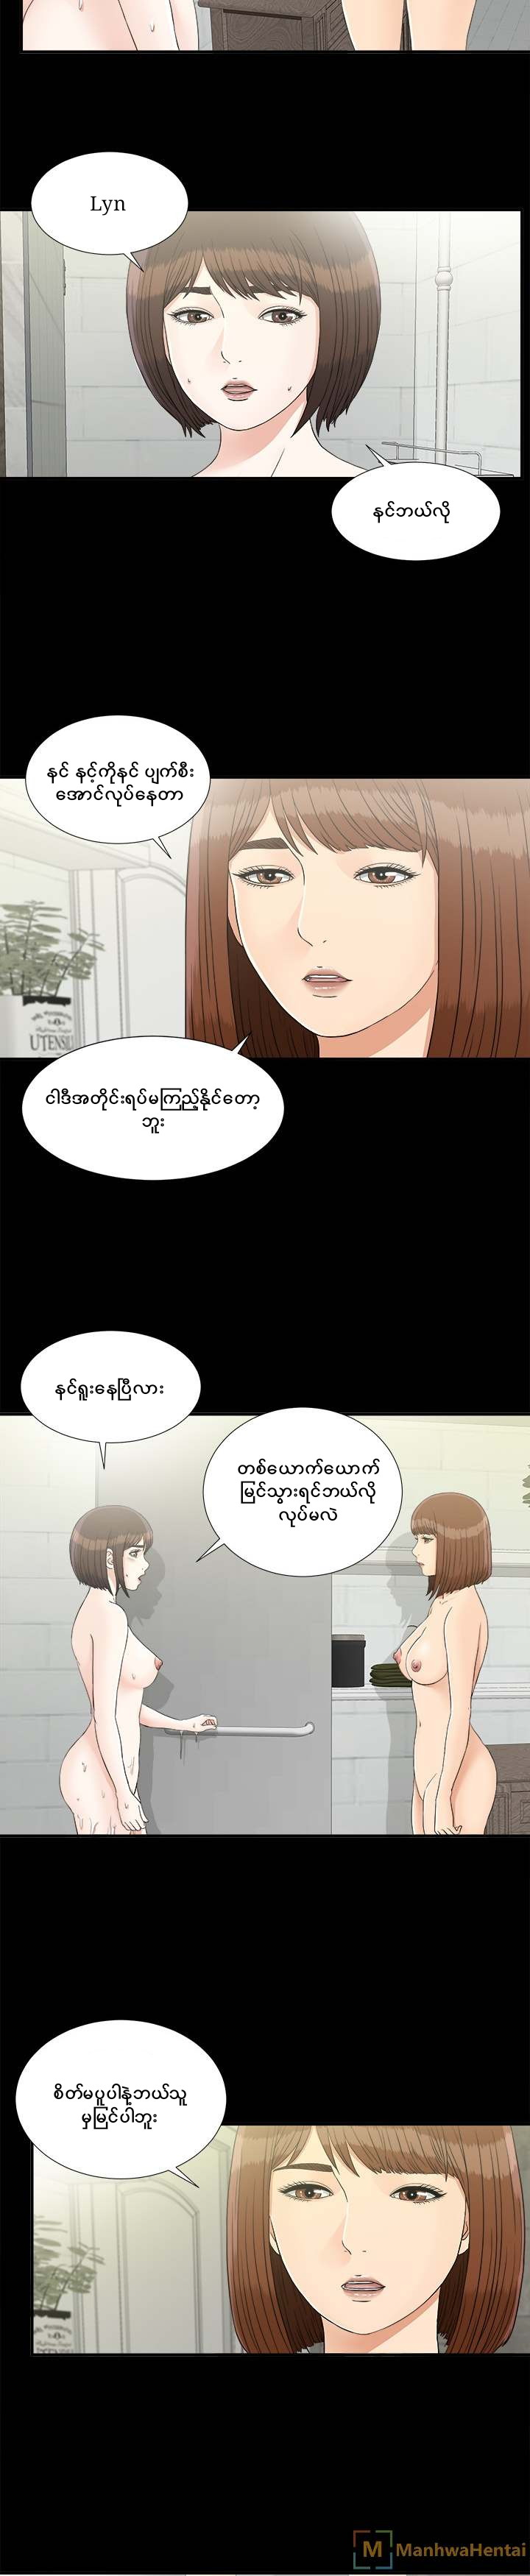 Lyn
နင်ဘယ်လို
နင် နင့်ကိုနင် ပျက်စီး
အောင်လုပ်နေတာ
UTENSIL
ငါဒီအတိုင်းရပ်မကြည့်နိုင်တော့
ဘူး
နင်ရူးနေပြီလား
တစ်ယောက်ယောက်
မြင်သွားရင်ဘယ်လို
လုပ်မလဲ
စိတ်မပူပါနဲ့ဘယ်သူ
မှမြင်ပါဘူး
M ManhwaHentai